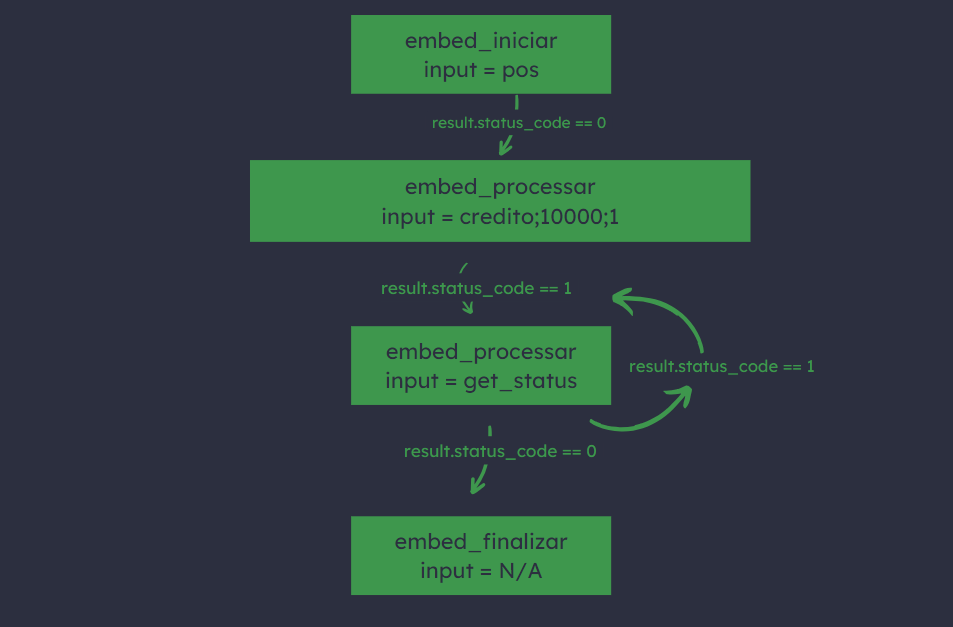 embed_iniciar
input = pos
result.status_code == 0
embed_processar
input = credito;10000;1
result.status_code == 1
embed_processar
input = get_status
result.status_code == 1
result.status_code == 0
embed_finalizar
input = N/A